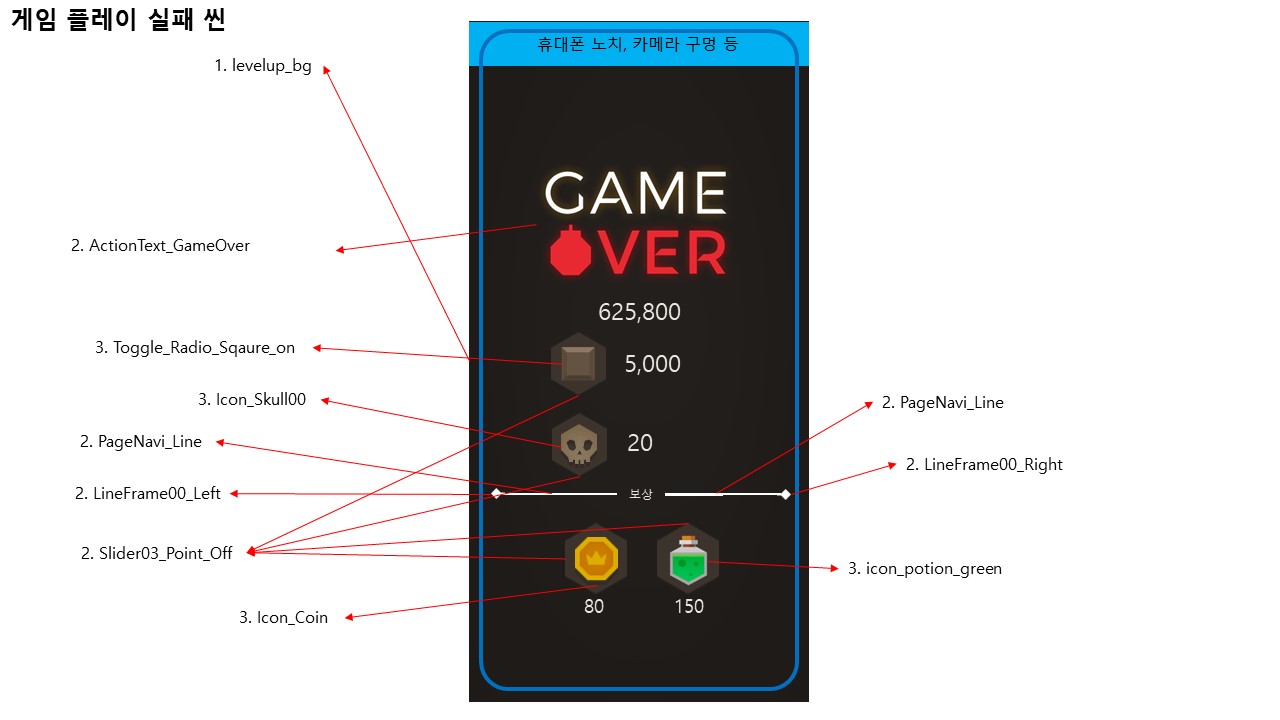 게임 플레이 실패 씬
휴대폰 노치, 카메라 구멍 등
1. levelup_bg
GAME
OVER
2. ActionText_GameOver
625,800
3. Toggle_Radio_Sqaure_on
5,000
3. Icon_Skull00
2. PageNavi_Line
20
2. PageNavi_Line
2. LineFrame00_Right
2. LineFrame00_Left
보상
2. Slider03_Point_Off
3. icon_potion_green
80
150
3. Icon_Coin